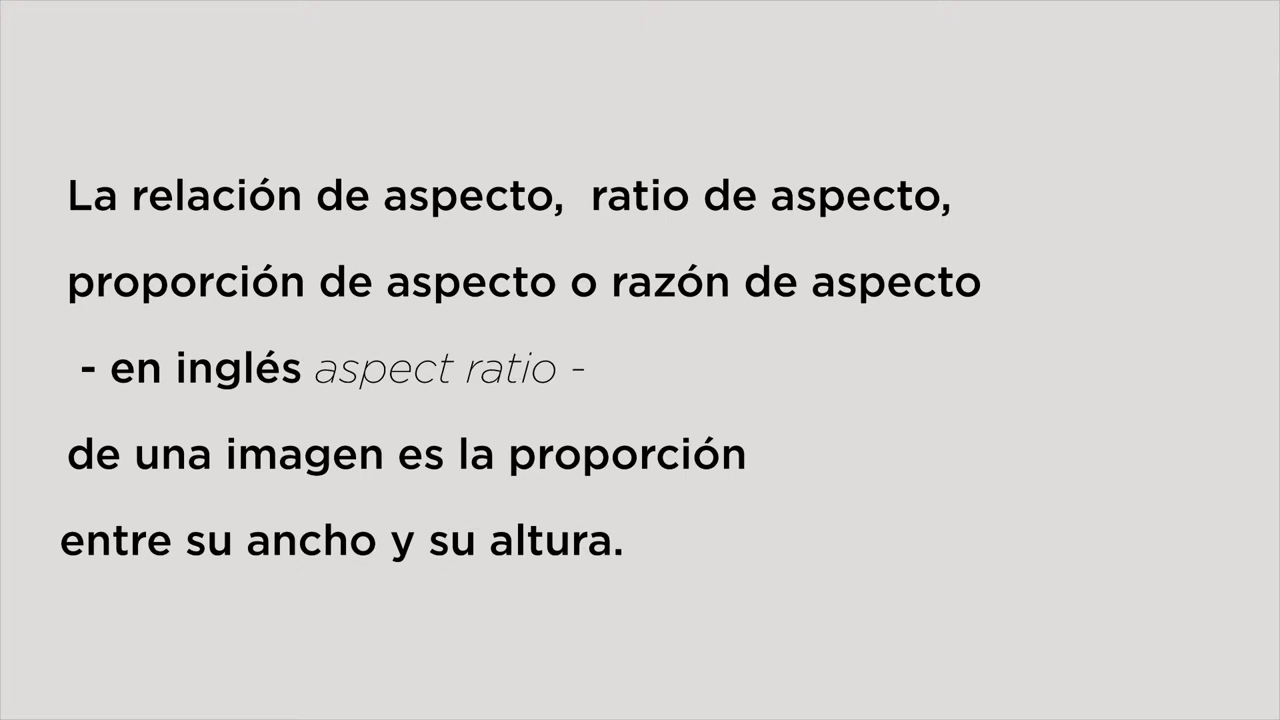 La relación de aspecto,  ratio de aspecto,
proporción de aspecto o razón de aspecto
- en inglés aspect ratio -
de una imagen es la proporción
entre su ancho y su altura.